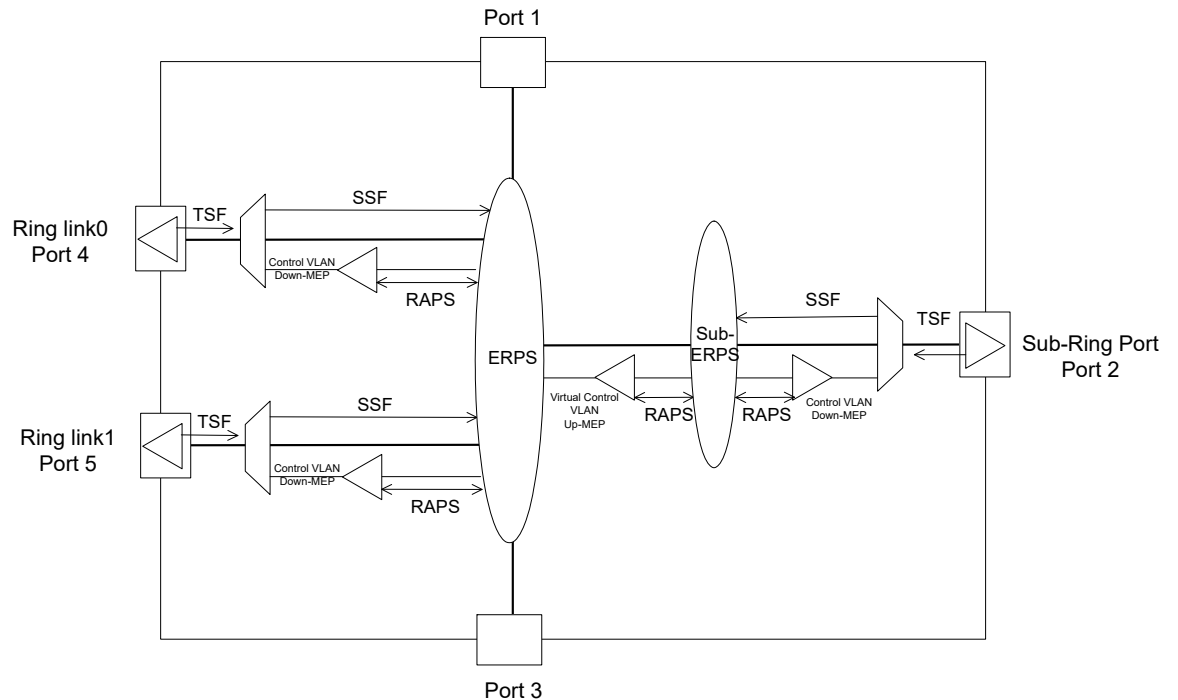 Port 1
Ring link0
Port 4
TSF
SSF
Control VLAN
Down-MEP
RAPS
ERPS
Sub-
ERPS
SSF
TSF
Sub-Ring Port
Port 2
Virtual Control
VLAN
Up-MEP
RAPS
RAPS
Control VLAN
Down-MEP
Ring link1
Port 5
TSF
SSF
Control VLAN
Down-MEP
RAPS
Port 3